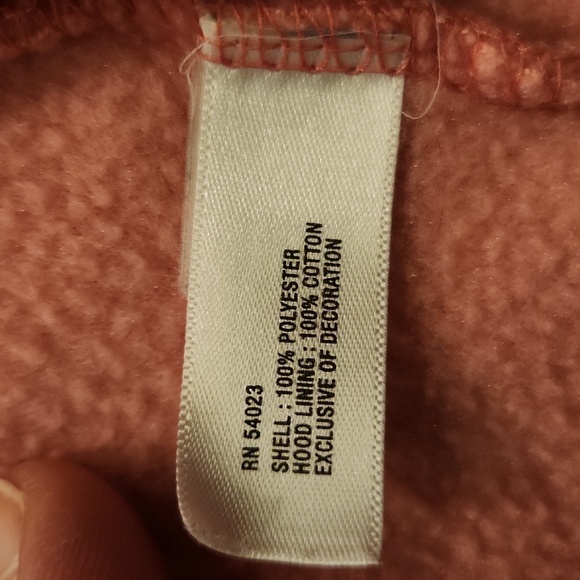 RN 54023
SHELL : 100% POLYESTER
HOOD LINING : 100% COTTON
EXCLUSIVE OF DECORATION